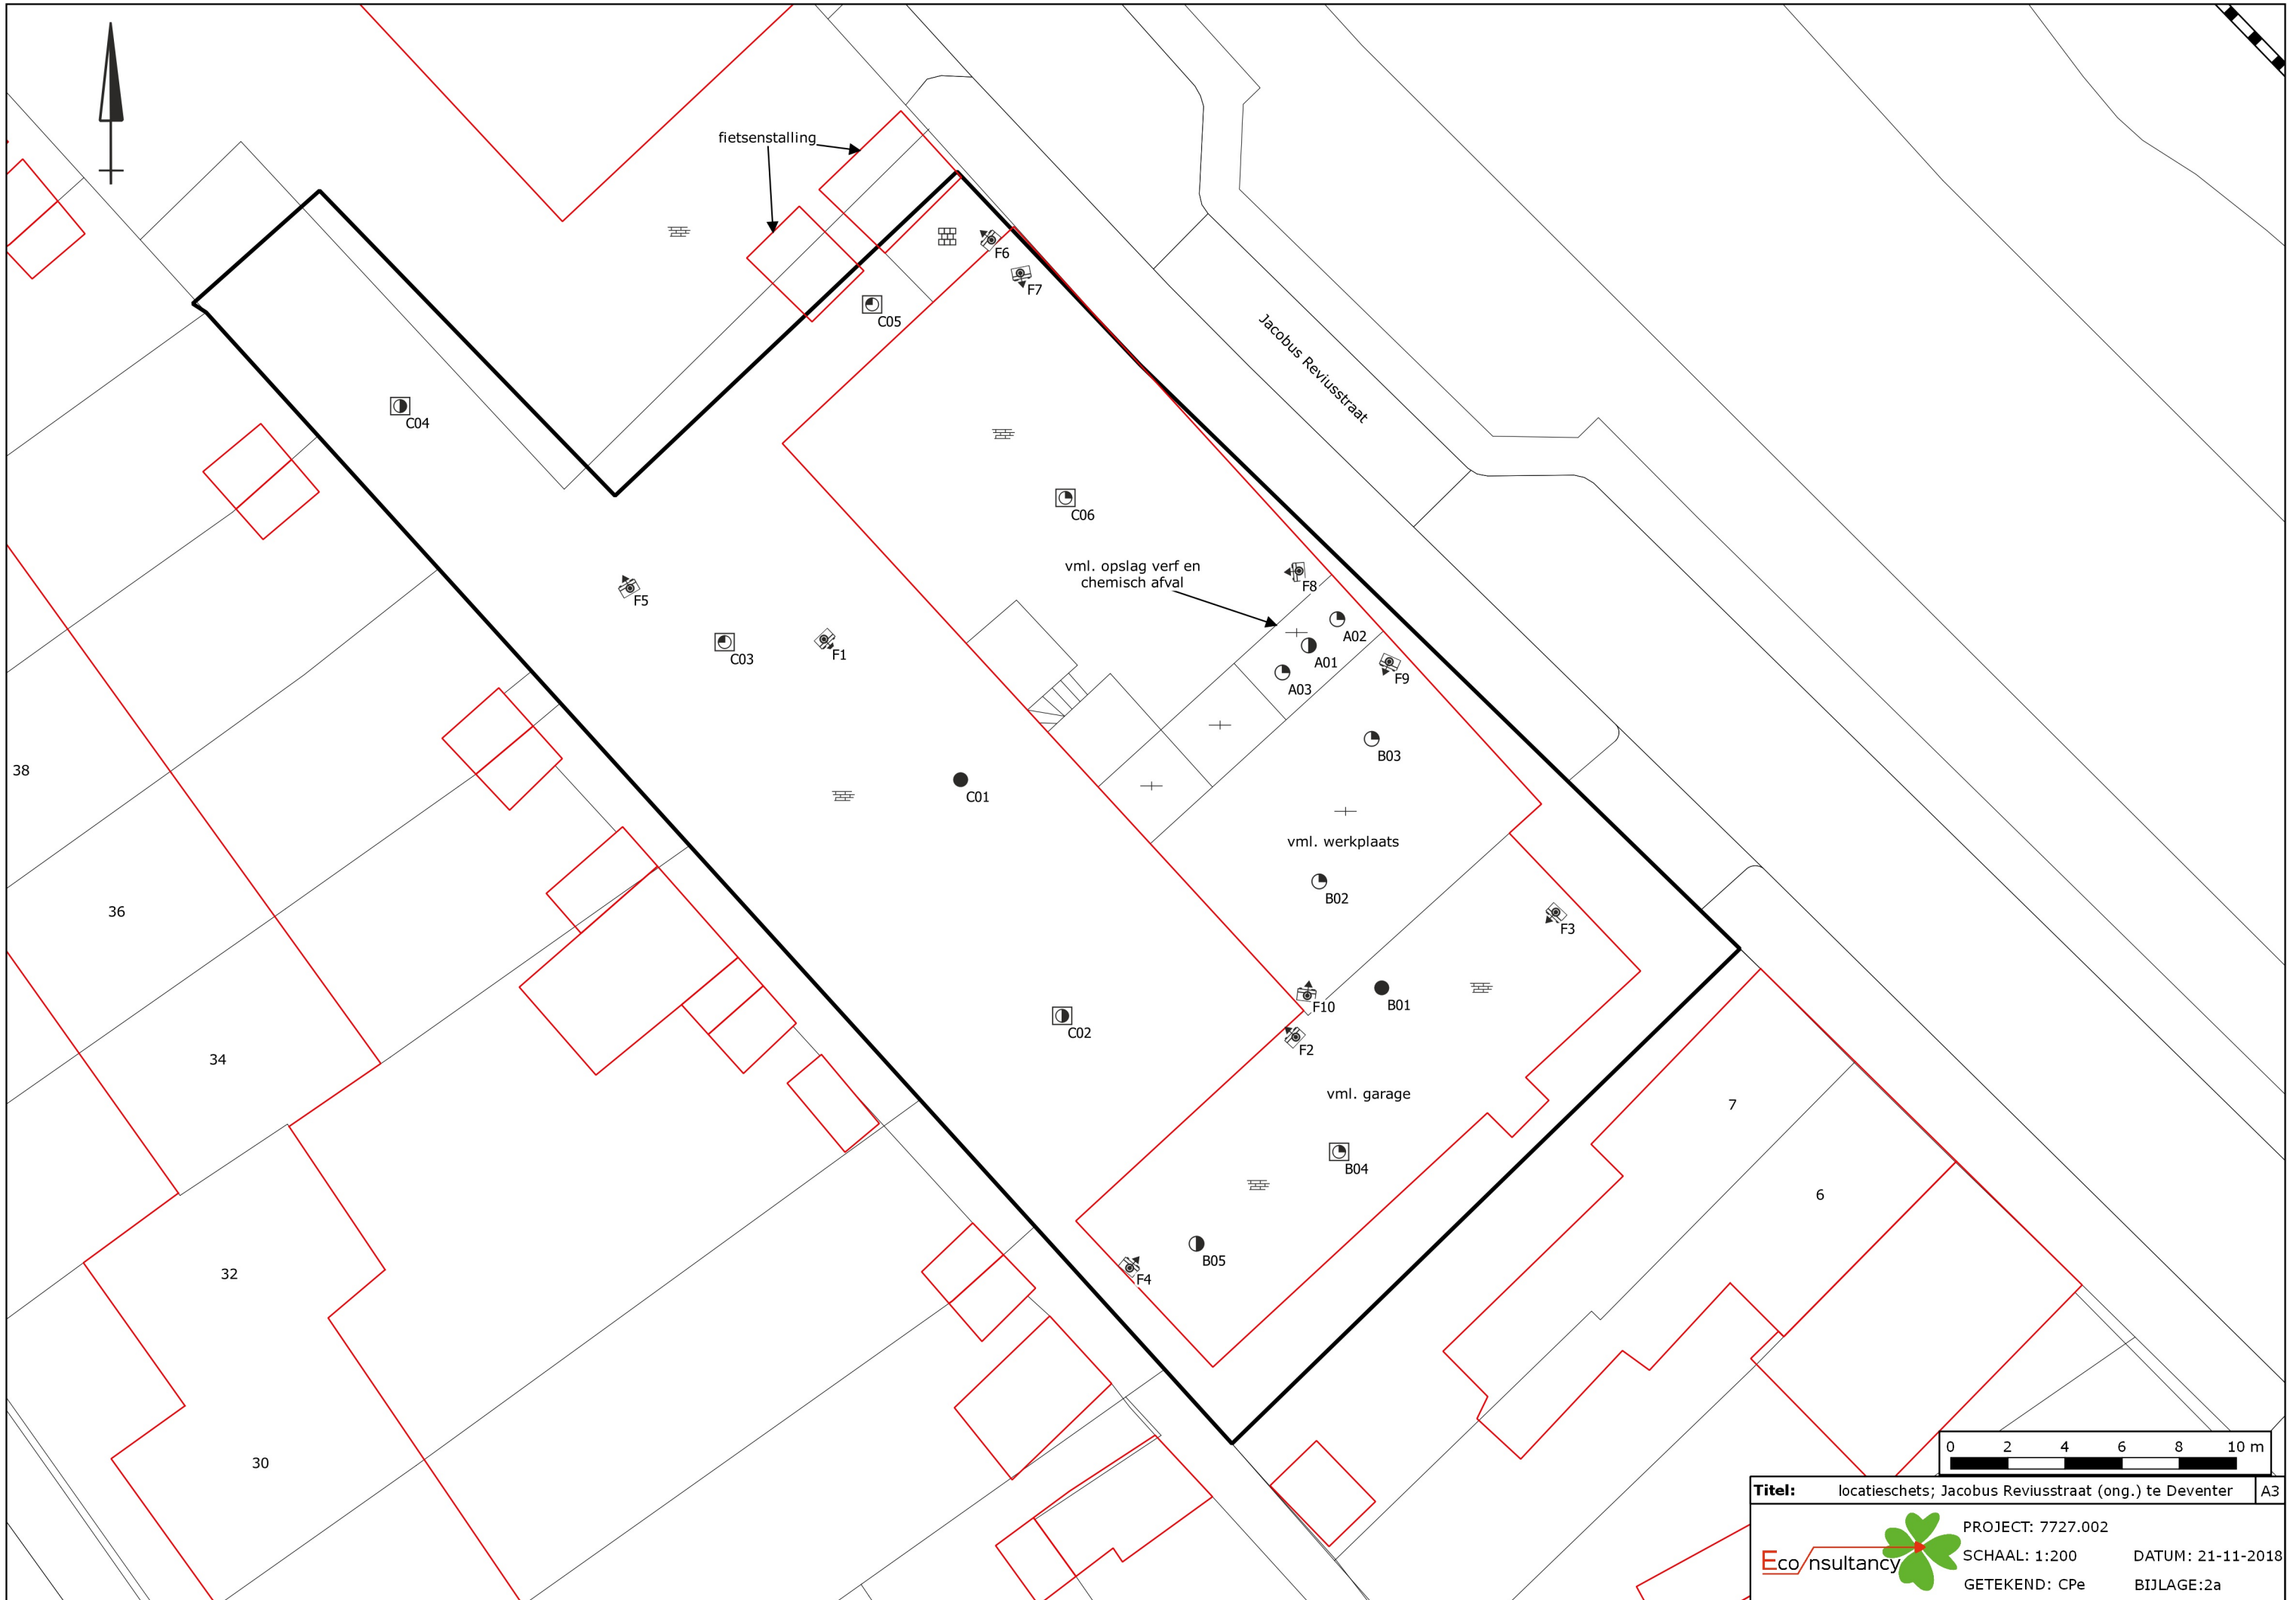 fietsenstalling
F6
F7
C05
Jacobus Reviusstraat
C04
C06
vml. opslag verf en
chemisch afval
F8
F5
A02
C03
F1
A01
A03
F9
B03
38
C01
vml. werkplaats
B02
36
F3
F10
B01
C02
F2
34
vml. garage
7
B04
6
B05
32
F4
30
0 2 4 6 8 10 m
Titel: locatieschets; Jacobus Reviusstraat (ong.) te Deventer A3
Econsultancy
PROJECT: 7727.002
SCHAAL: 1:200 DATUM: 21-11-2018
GETEKEND: CPe BIJLAGE:2a